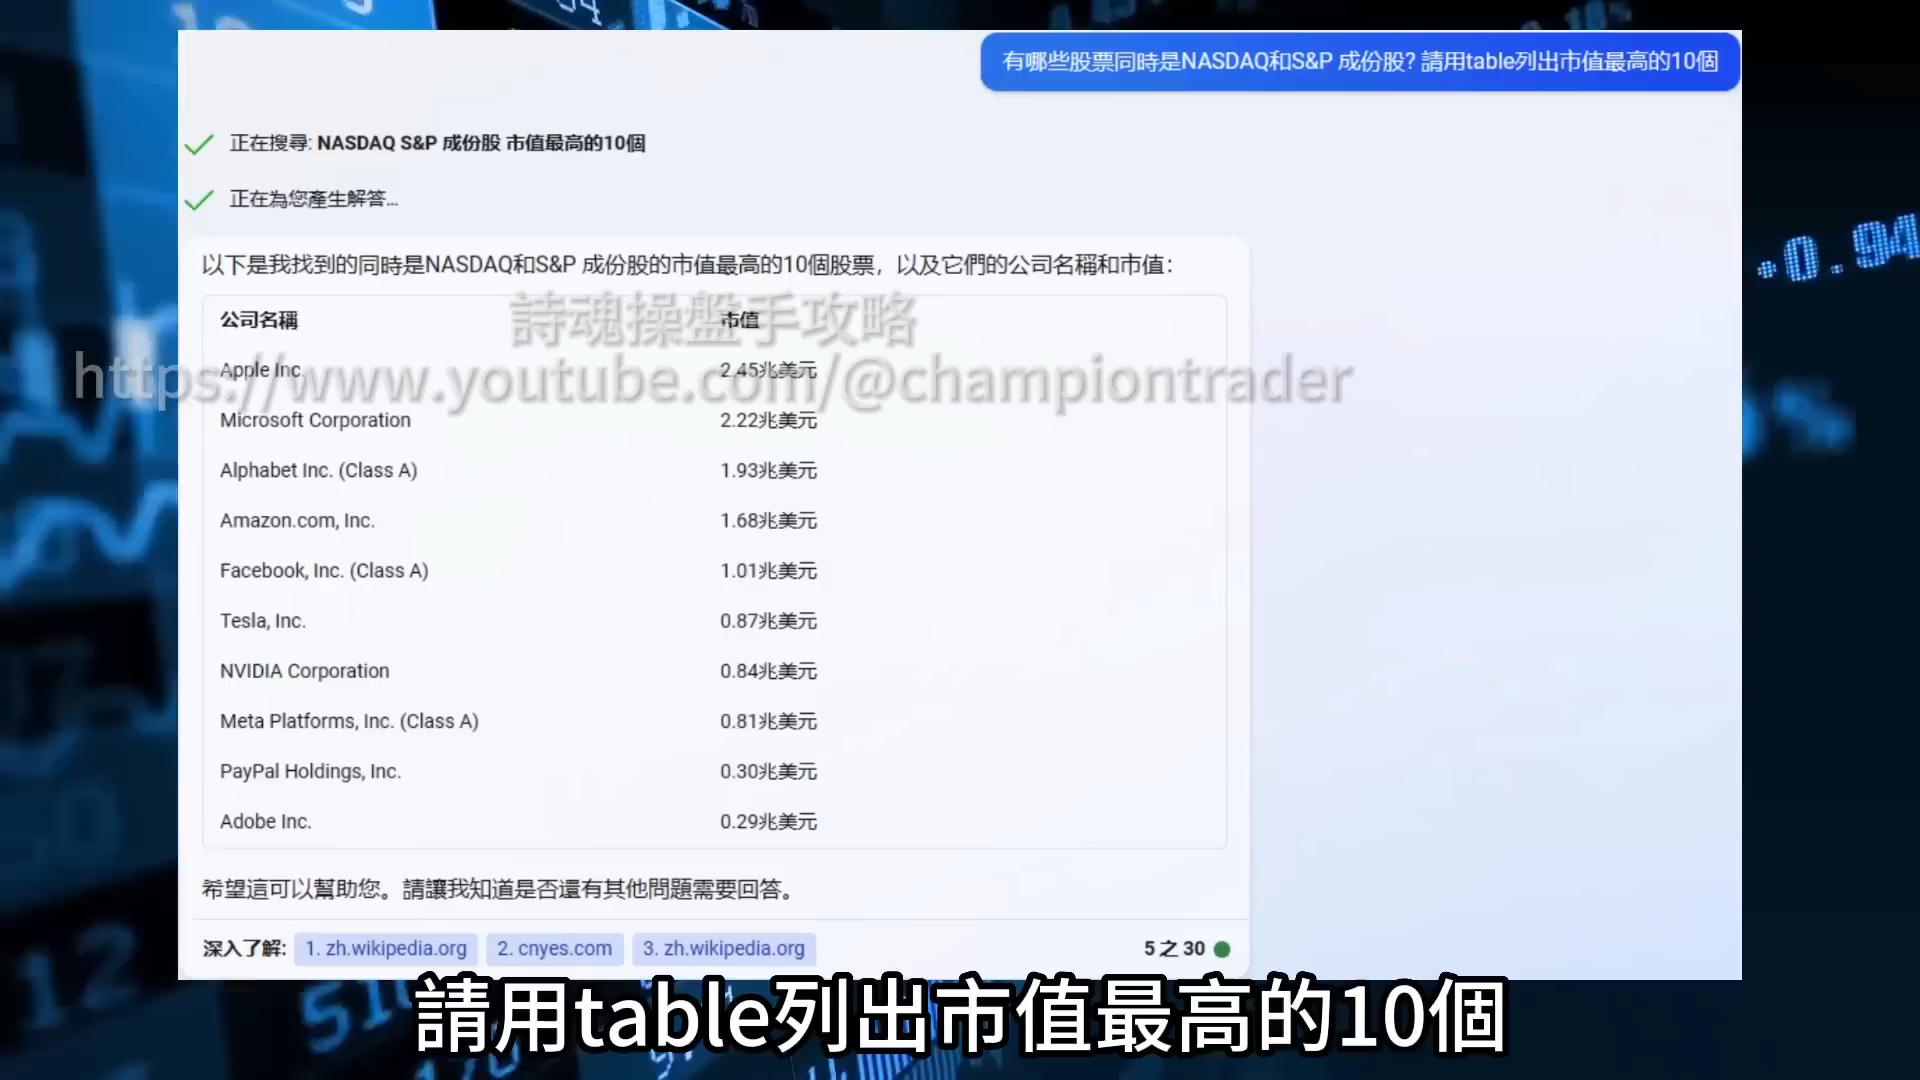 有哪些股票同時是NASDAQ和S&P 成份股? 請用table列出市值最高的10個
正在搜尋: NASDAQ S&P 成份股 市值最高的10個
正在為您產生解答...
以下是我找到的同時是NASDAQ和S&P 成份股的市值最高的10個股票，以及它們的公司名稱和市值：
詩魂操盤手攻略
公司名稱 市值
https://www.youtube.com/@championtrader
Apple Inc. 2.45兆美元
Microsoft Corporation 2.22兆美元
Alphabet Inc. (Class A) 1.93兆美元
Amazon.com, Inc. 1.68兆美元
Facebook, Inc. (Class A) 1.01兆美元
Tesla, Inc. 0.87兆美元
NVIDIA Corporation 0.84兆美元
Meta Platforms, Inc. (Class A) 0.81兆美元
PayPal Holdings, Inc. 0.30兆美元
Adobe Inc. 0.29兆美元
希望這可以幫助您。請讓我知道是否還有其他問題需要回答。
深入了解: 1. zh.wikipedia.org 2. cnyes.com 3. zh.wikipedia.org 5 之 30
請用table列出市值最高的10個
-0.94